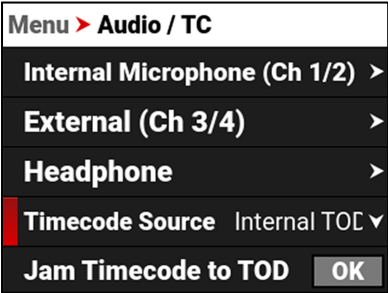 Menu ➤ Audio / TC
Internal Microphone (Ch 1/2) >
External (Ch 3/4) >
Headphone >
Timecode Source Internal TOD
Jam Timecode to TOD OK